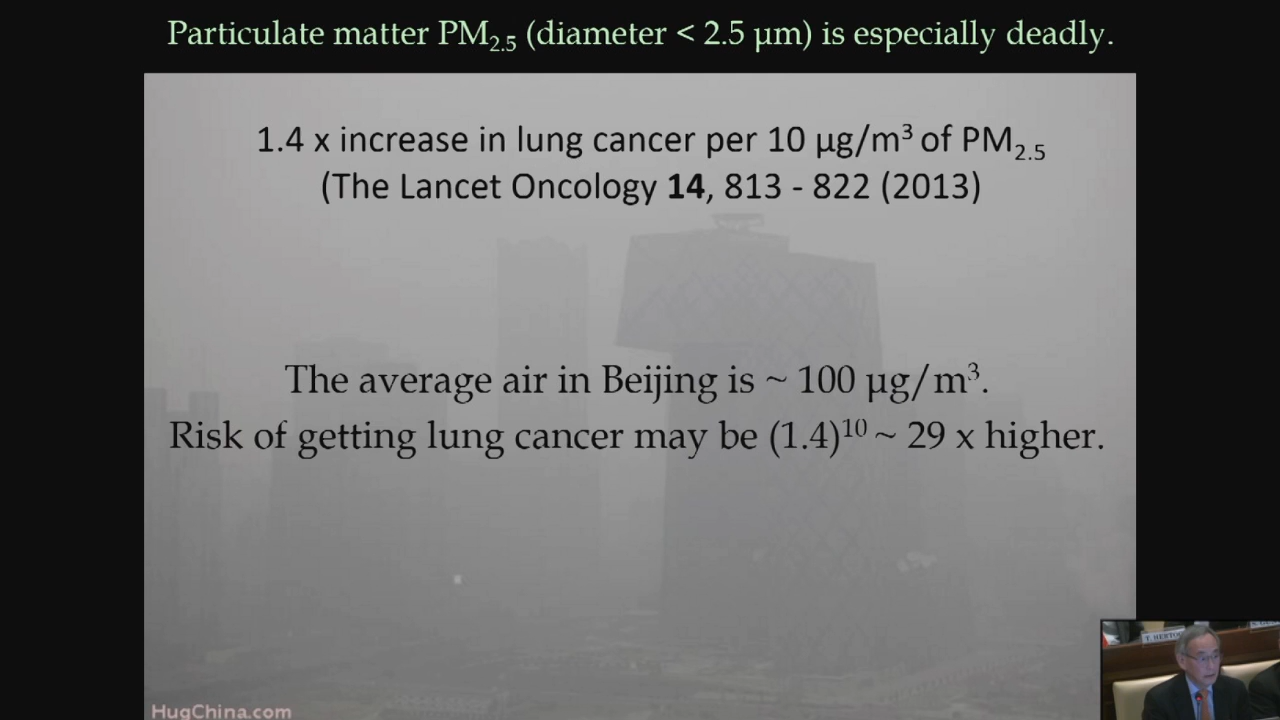 Particulate matter PM₂.₅ (diameter < 2.5 μm) is especially deadly.
1.4 x increase in lung cancer per 10 μg/m³ of PM₂.₅
(The Lancet Oncology 14, 813 - 822 (2013)
The average air in Beijing is ~ 100 μg/m³.
Risk of getting lung cancer may be (1.4)¹⁰ ~ 29 x higher.
HugChina.com